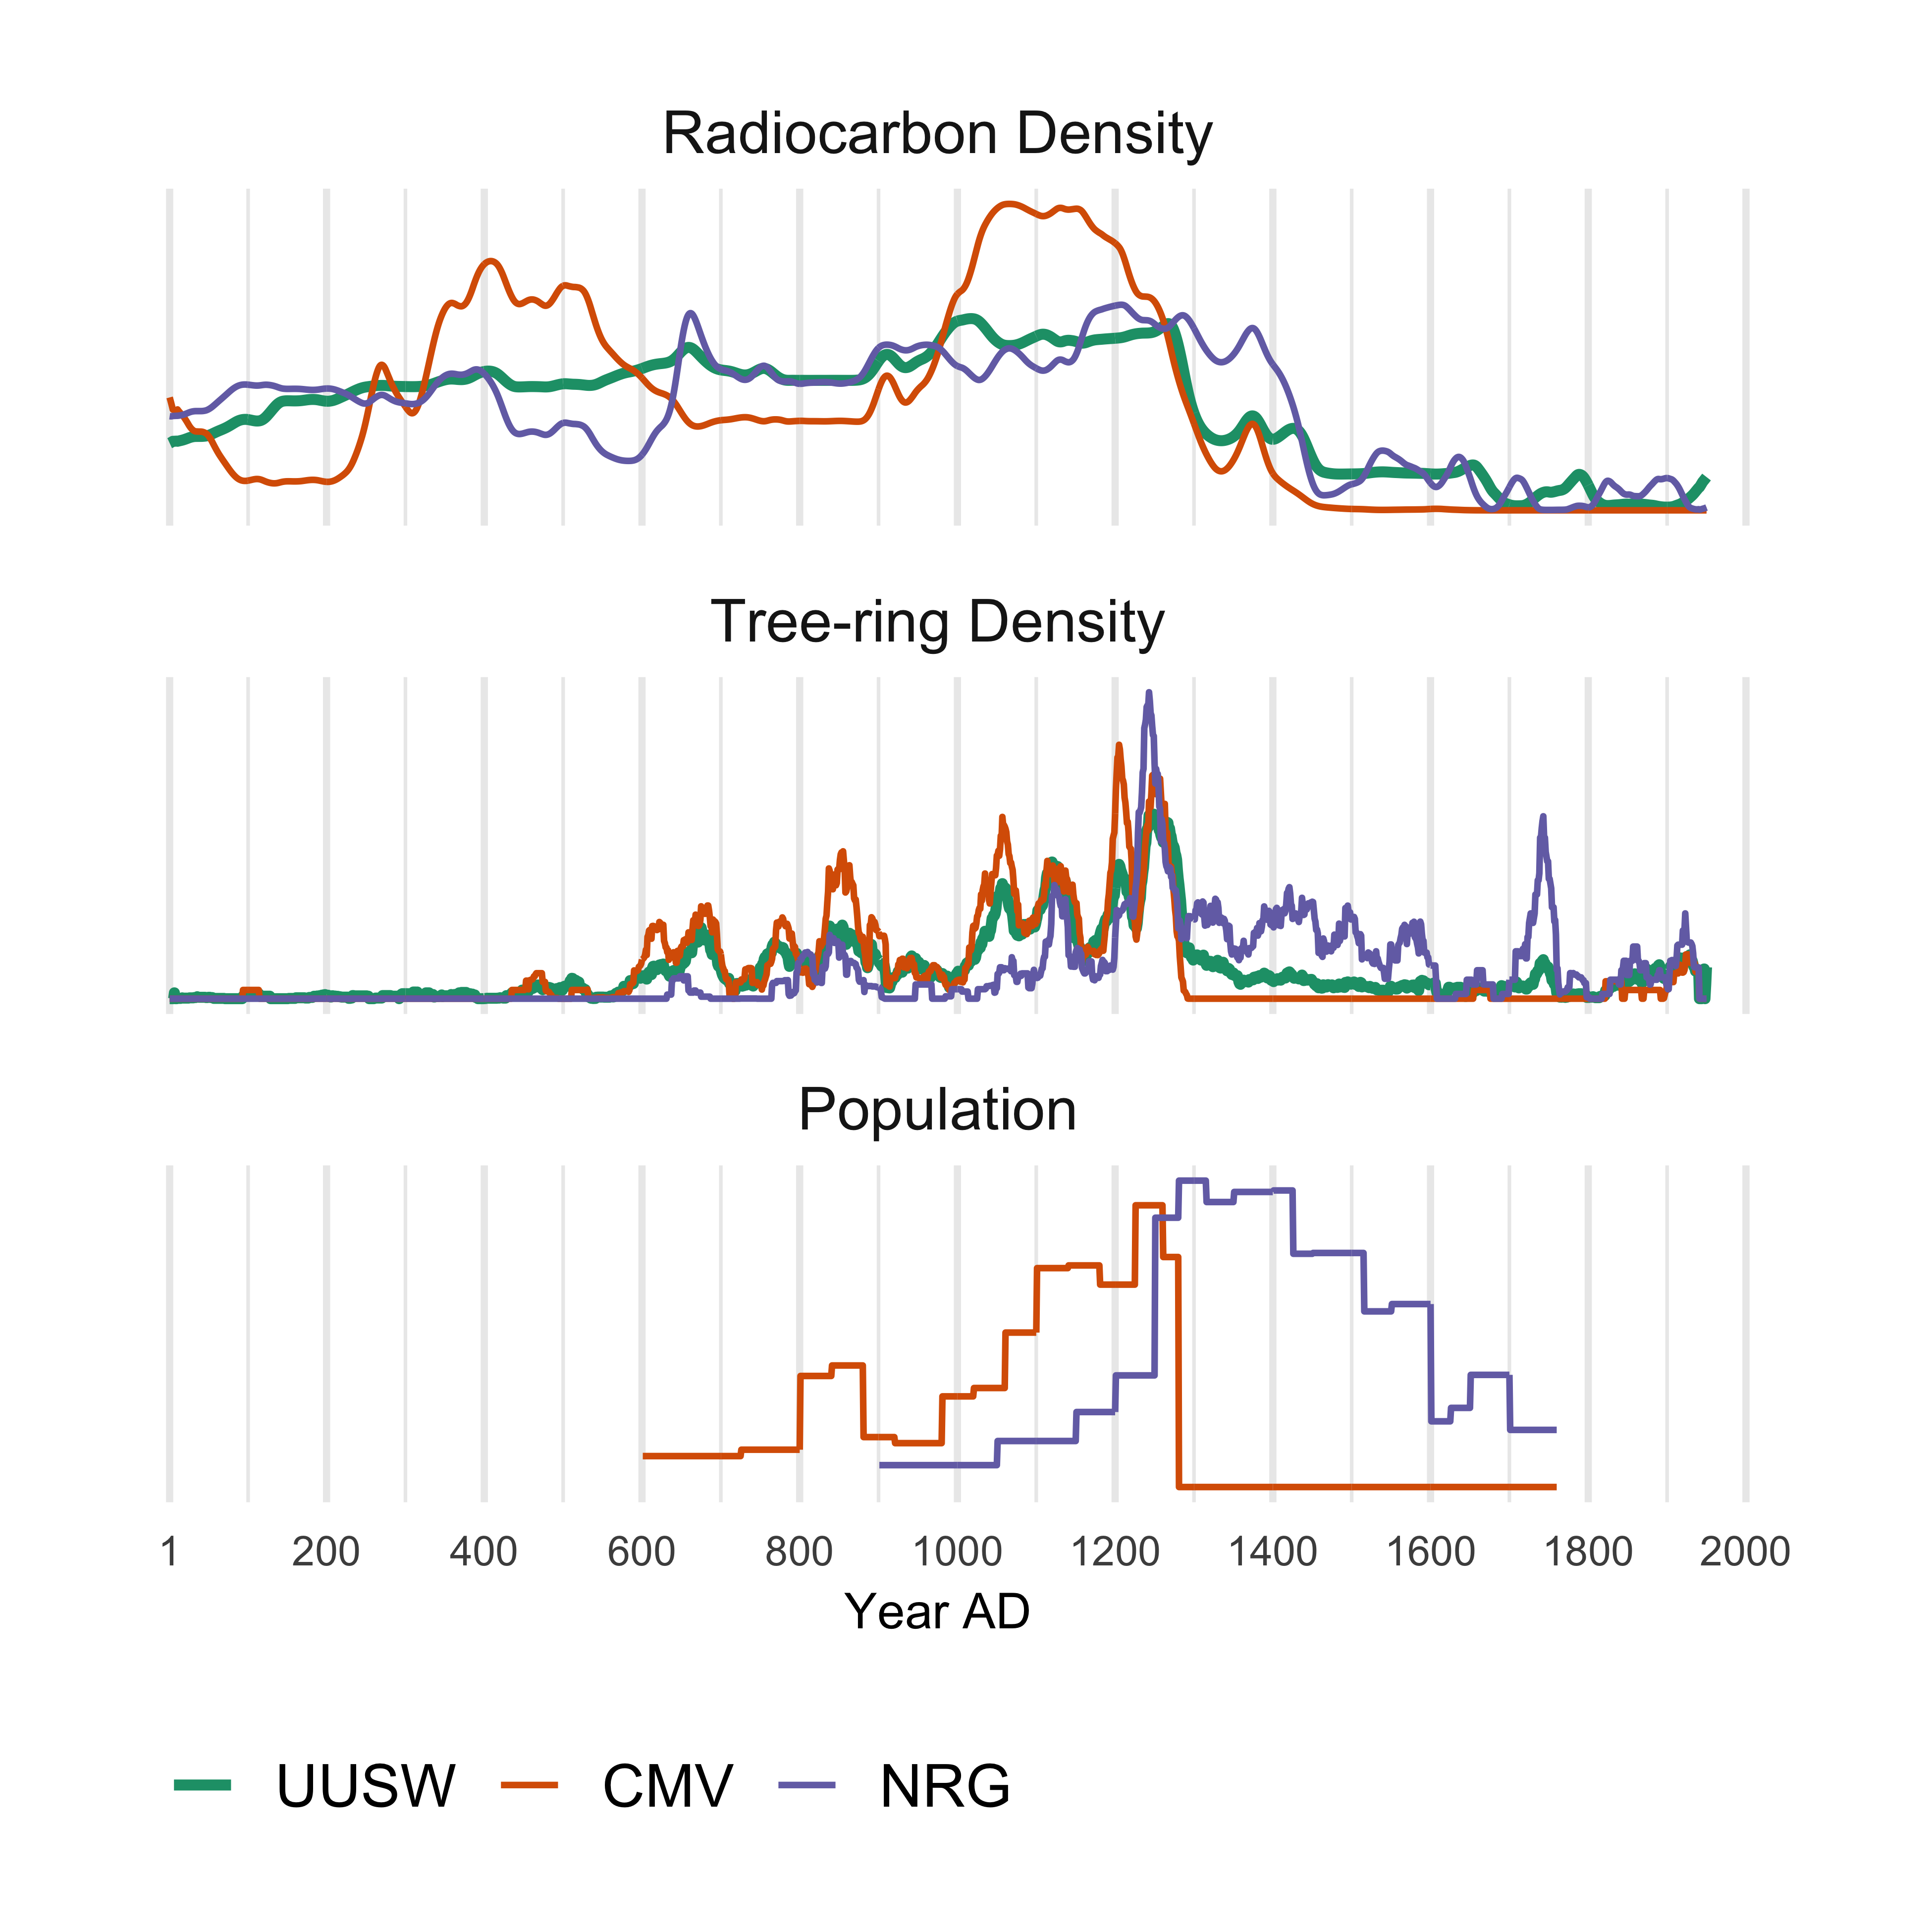 Radiocarbon Density
Tree-ring Density
Population
1 200 400 600 800 1000 1200 1400 1600 1800 2000
Year AD
UUSW CMV NRG